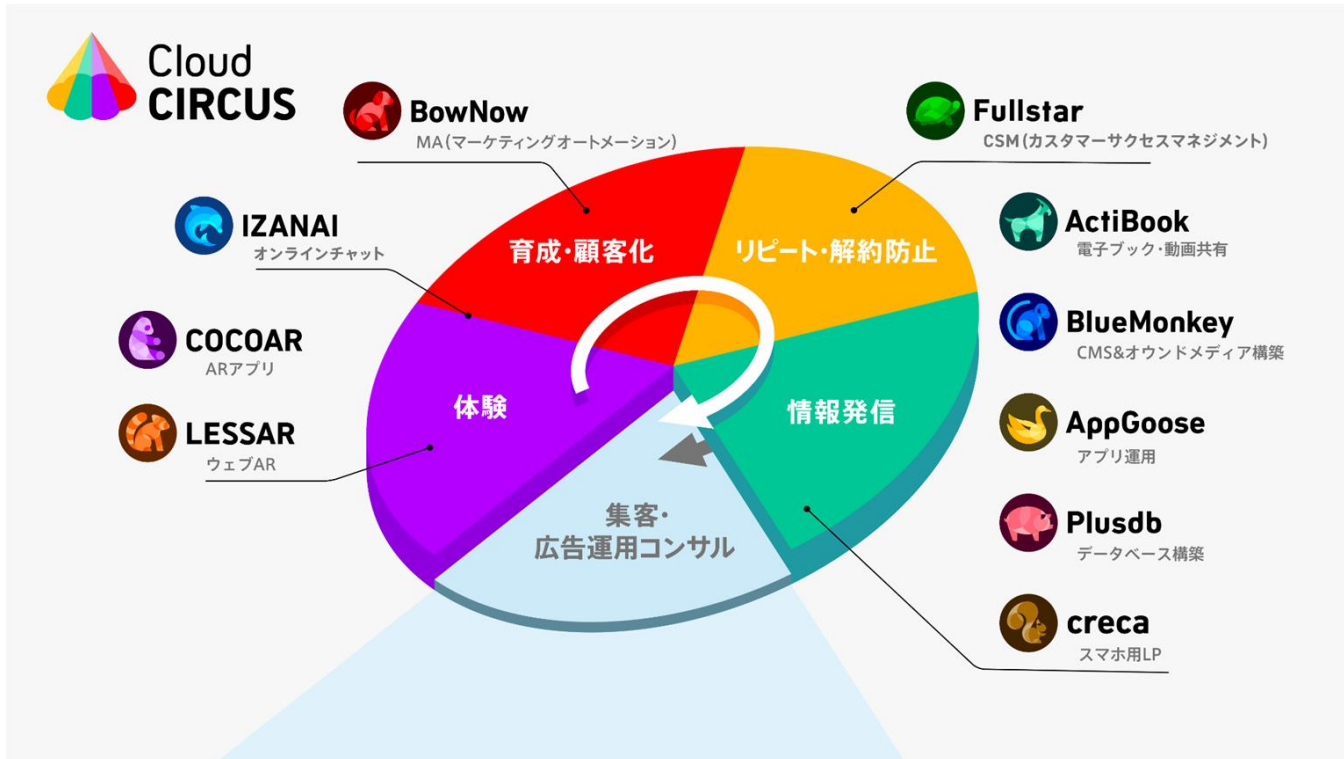 Cloud
CIRCUS
BowNow
MA(マーケティングオートメーション)
Fullstar
CSM(カスタマーサクセスマネジメント)
IZANAI
オンラインチャット
COCOAR
ARアプリ
LESSAR
ウェブAR
育成・顧客化
リピート・解約防止
体験
情報発信
集客・
広告運用コンサル
ActiBook
電子ブック・動画共有
BlueMonkey
CMS&オウンドメディア構築
AppGoose
アプリ運用
Plusdb
データベース構築
creca
スマホ用LP